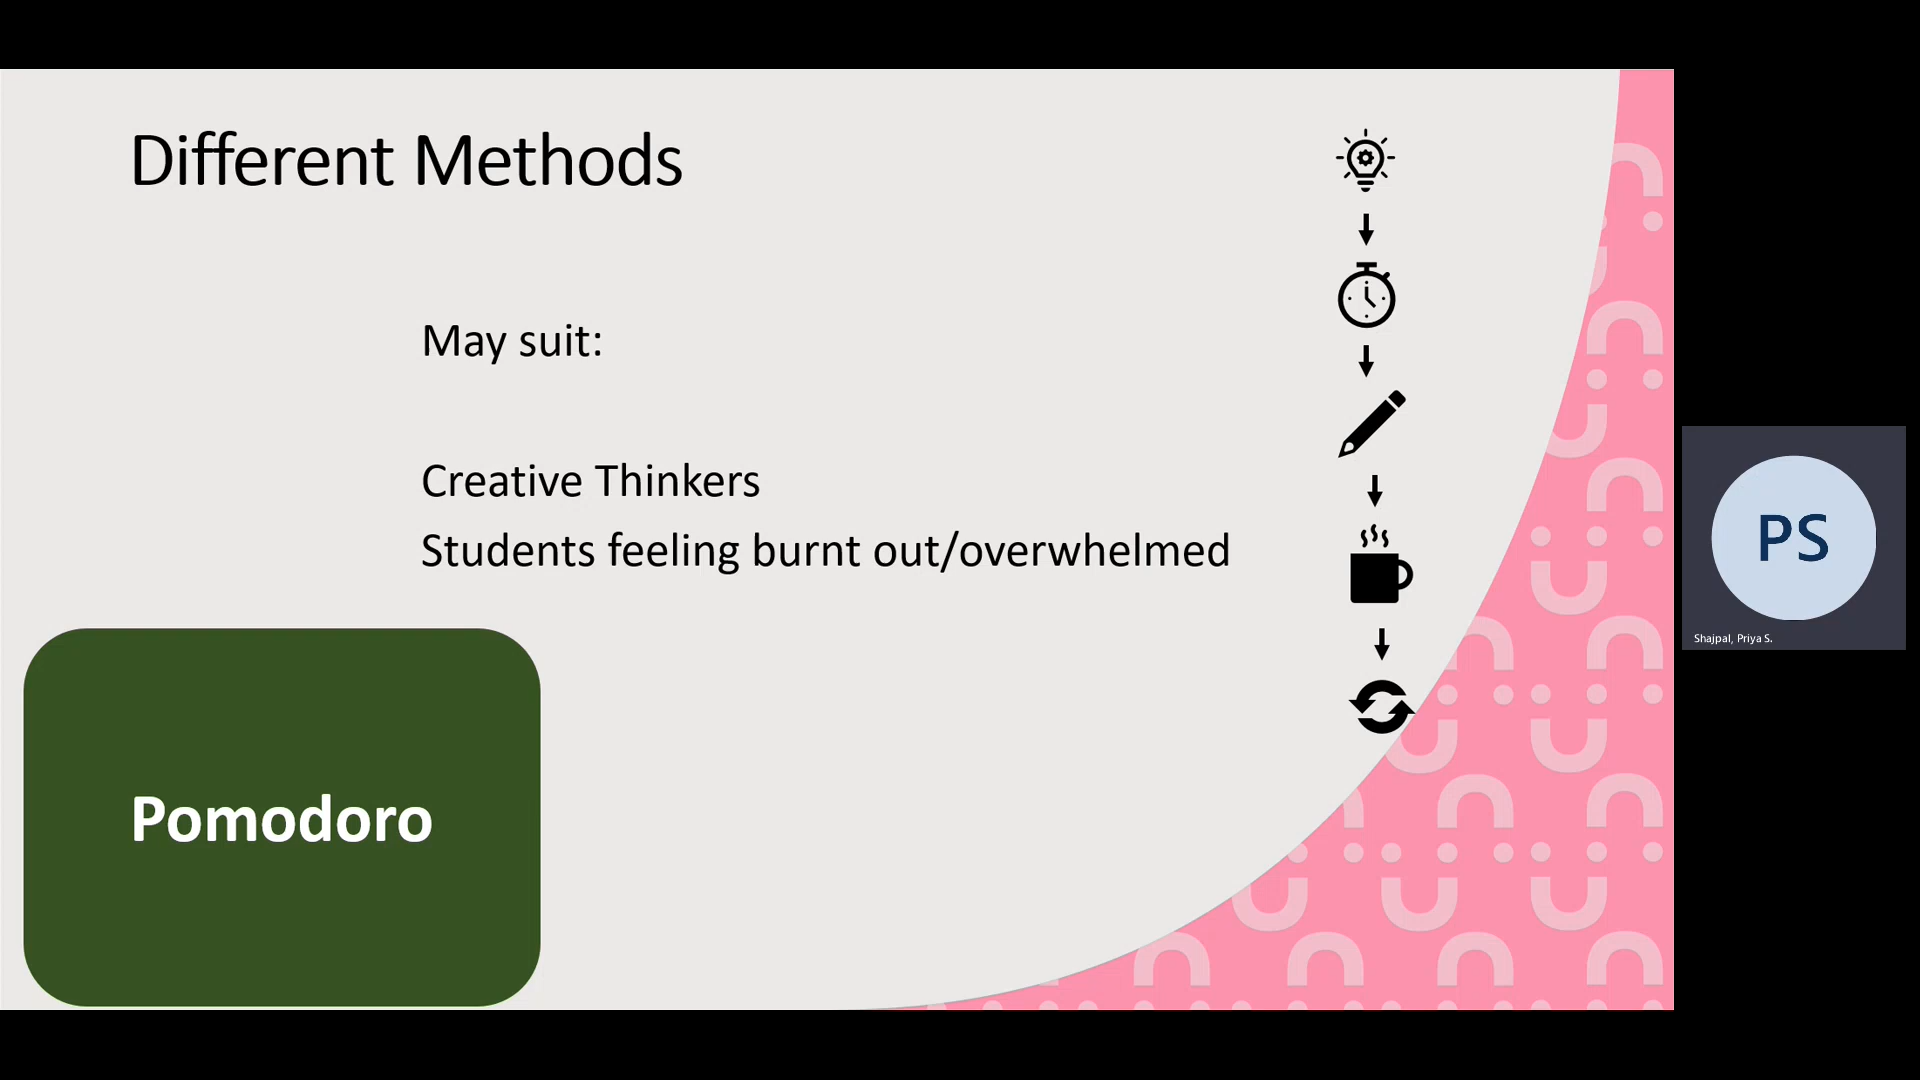 Different Methods
May suit:
Creative Thinkers
Students feeling burnt out/overwhelmed
Pomodoro
PS
Shajpal, Priya S.